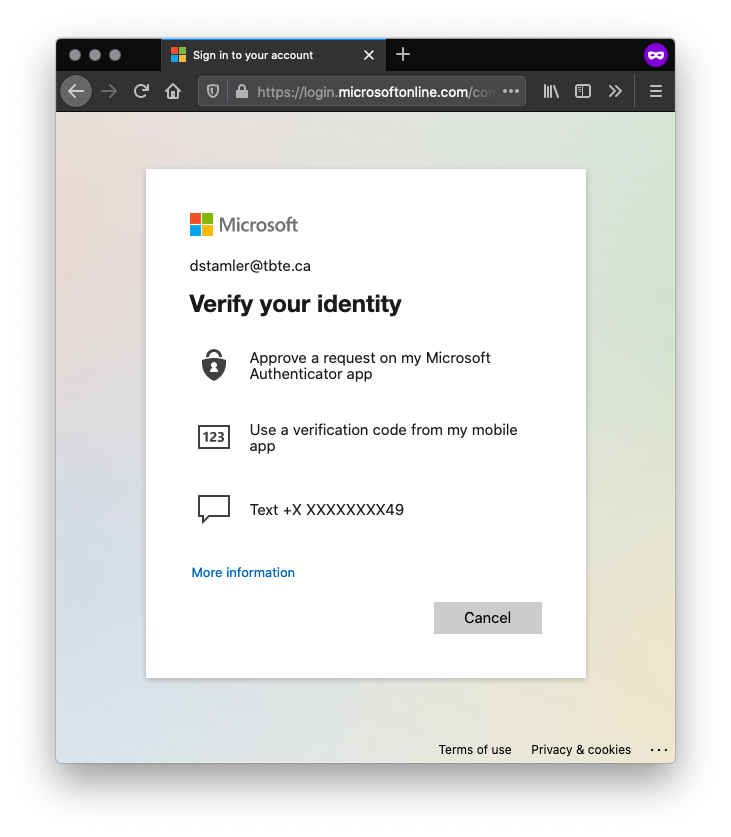 Sign in to your account
https://login.microsoftonline.com/con
Microsoft
dstamler@tbte.ca
Verify your identity
Approve a request on my Microsoft
Authenticator app
123
Use a verification code from my mobile
app
Text +X XXXXXXXX49
More information
Cancel
Terms of use
Privacy & cookies